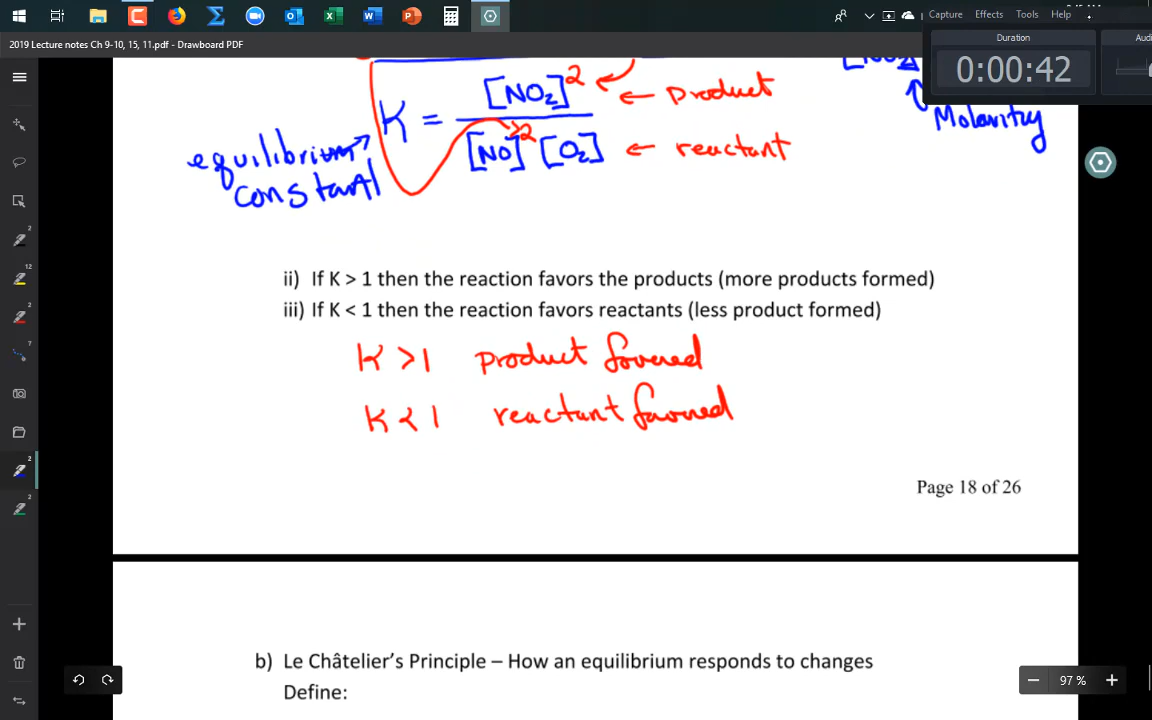 Capture Effects Tools Help
2019 Lecture notes Ch 9-10, 15, 11.pdf - Drawboard PDF
Duration
0:00:42
K = [NO₂]² ← product
[NO]² [O₂] ← reactant
Molarity
equilibrium
constant
ii) If K > 1 then the reaction favors the products (more products formed)
iii) If K < 1 then the reaction favors reactants (less product formed)
K > 1 product favored
K < 1 reactant favored
Page 18 of 26
b) Le Châtelier's Principle – How an equilibrium responds to changes
Define:
97 %